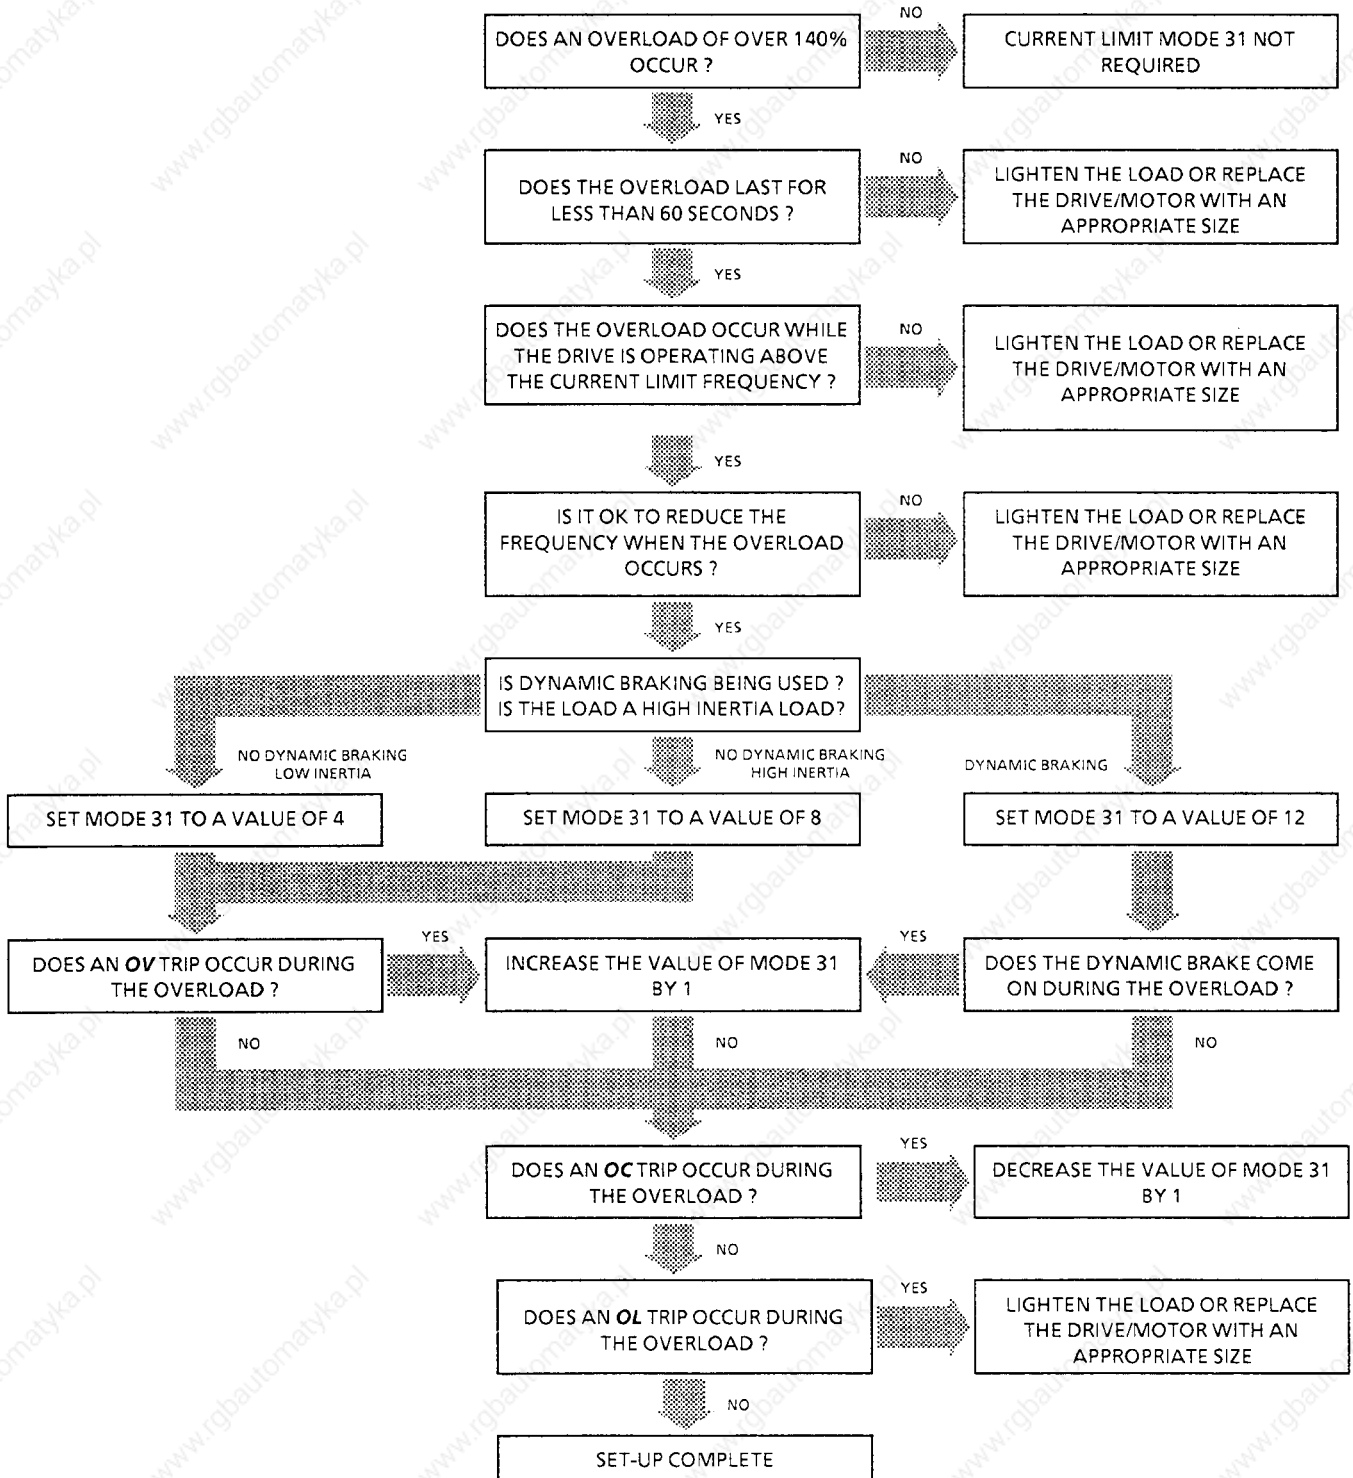 DOES AN OVERLOAD OF OVER 140%
OCCUR ?
NO
CURRENT LIMIT MODE 31 NOT
REQUIRED
YES
DOES THE OVERLOAD LAST FOR
LESS THAN 60 SECONDS ?
NO
LIGHTEN THE LOAD OR REPLACE
THE DRIVE/MOTOR WITH AN
APPROPRIATE SIZE
YES
DOES THE OVERLOAD OCCUR WHILE
THE DRIVE IS OPERATING ABOVE
THE CURRENT LIMIT FREQUENCY ?
NO
LIGHTEN THE LOAD OR REPLACE
THE DRIVE/MOTOR WITH AN
APPROPRIATE SIZE
YES
IS IT OK TO REDUCE THE
FREQUENCY WHEN THE OVERLOAD
OCCURS ?
NO
LIGHTEN THE LOAD OR REPLACE
THE DRIVE/MOTOR WITH AN
APPROPRIATE SIZE
YES
IS DYNAMIC BRAKING BEING USED ?
IS THE LOAD A HIGH INERTIA LOAD?
NO DYNAMIC BRAKING
LOW INERTIA
NO DYNAMIC BRAKING
HIGH INERTIA
DYNAMIC BRAKING
SET MODE 31 TO A VALUE OF 4
SET MODE 31 TO A VALUE OF 8
SET MODE 31 TO A VALUE OF 12
DOES AN OV TRIP OCCUR DURING
THE OVERLOAD ?
YES
INCREASE THE VALUE OF MODE 31
BY 1
YES
DOES THE DYNAMIC BRAKE COME
ON DURING THE OVERLOAD ?
NO
NO
NO
DOES AN OC TRIP OCCUR DURING
THE OVERLOAD ?
YES
DECREASE THE VALUE OF MODE 31
BY 1
NO
DOES AN OL TRIP OCCUR DURING
THE OVERLOAD ?
YES
LIGHTEN THE LOAD OR REPLACE
THE DRIVE/MOTOR WITH AN
APPROPRIATE SIZE
NO
SET-UP COMPLETE
www.rgbautomatyka.pl